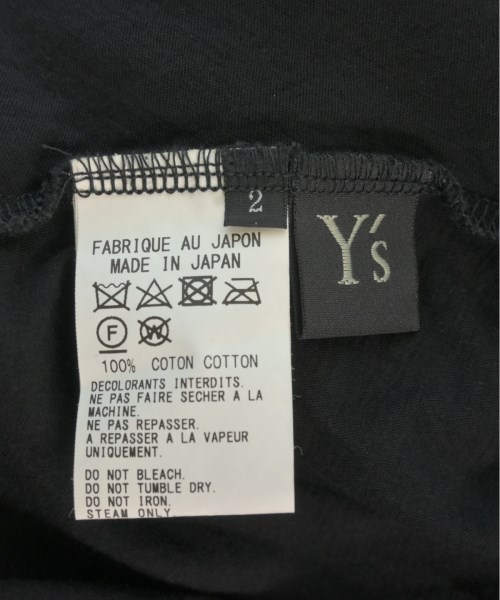 2
Y's
FABRIQUE AU JAPON
MADE IN JAPAN
F
W
100% COTON COTTON
DECOLORANTS INTERDITS.
NE PAS FAIRE SECHER A LA
MACHINE.
NE PAS REPASSER.
A REPASSER A LA VAPEUR
UNIQUEMENT.
DO NOT BLEACH.
DO NOT TUMBLE DRY.
DO NOT IRON.
STEAM ONLY.